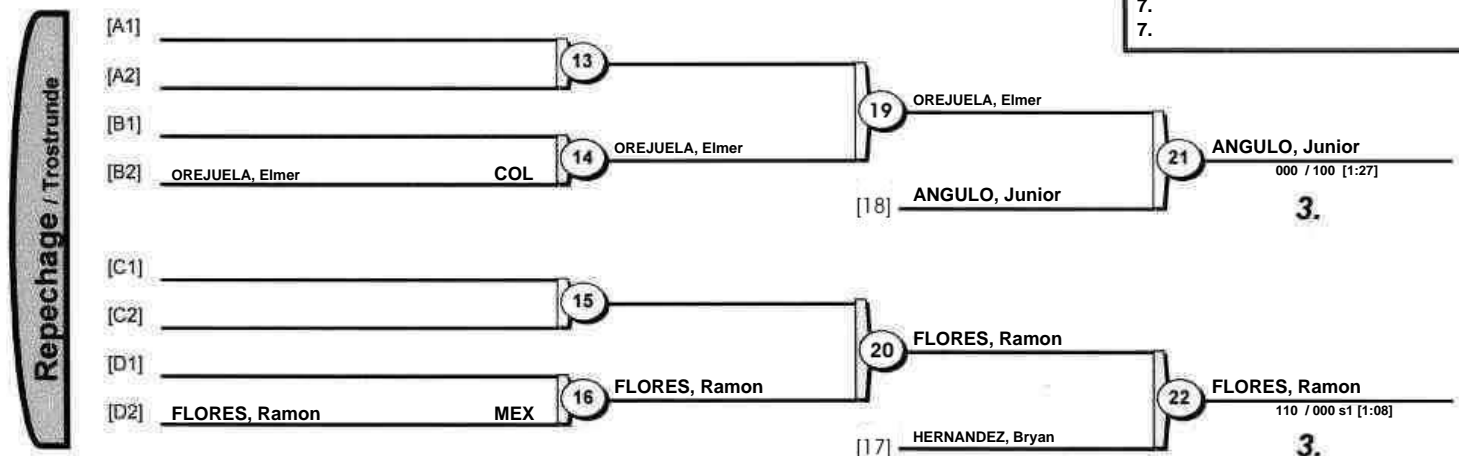 7.
7.
Repechage / Trostrunde
[A1]
13
[A2]
19
OREJUELA, Elmer
[B1]
14
OREJUELA, Elmer
[B2]
OREJUELA, Elmer COL
21
ANGULO, Junior
000 / 100 [1:27]
[18]
ANGULO, Junior
3.
[C1]
15
[C2]
20
FLORES, Ramon
[D1]
16
FLORES, Ramon
[D2]
FLORES, Ramon MEX
22
FLORES, Ramon
110 / 000 s1 [1:08]
[17]
HERNANDEZ, Bryan
3.